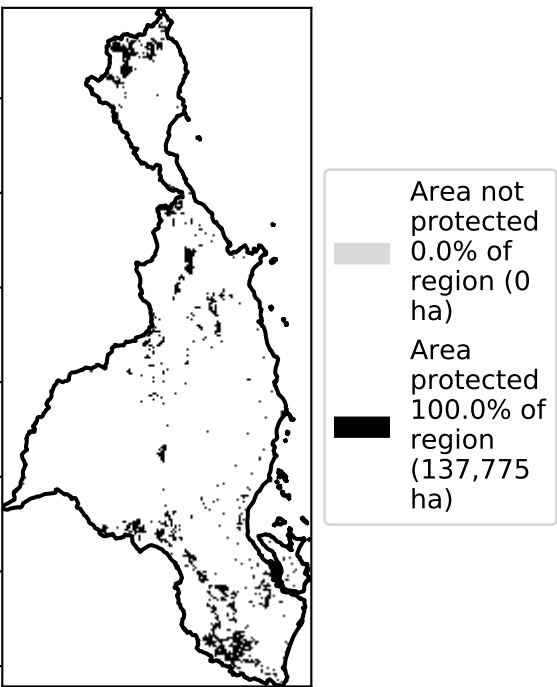 Area not
protected
0.0% of
region (0
ha)
Area
protected
100.0% of
region
(137,775
ha)